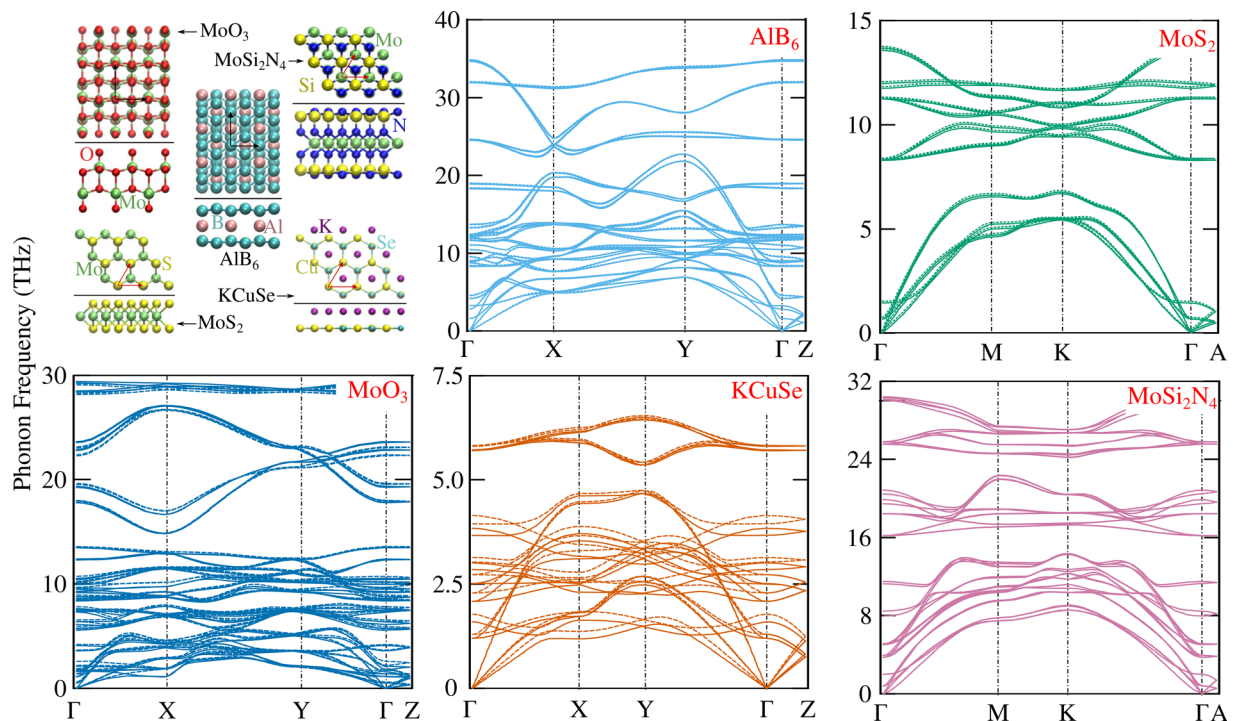 MoO3
MoSi2N4
Mo
Si
N
O
Mo
B
Al
AlB6
Mo
S
MoS2
K
Se
Cu
KCuSe
Phonon Frequency (THz)
40
30
20
10
0
AlB6
Γ X Y Γ Z
15
10
5
0
MoS2
Γ M K Γ A
30
20
10
0
MoO3
Γ X Y Γ Z
7.5
5.0
2.5
0
KCuSe
Γ X Y Γ Z
32
24
16
8
0
MoSi2N4
Γ M K Γ A